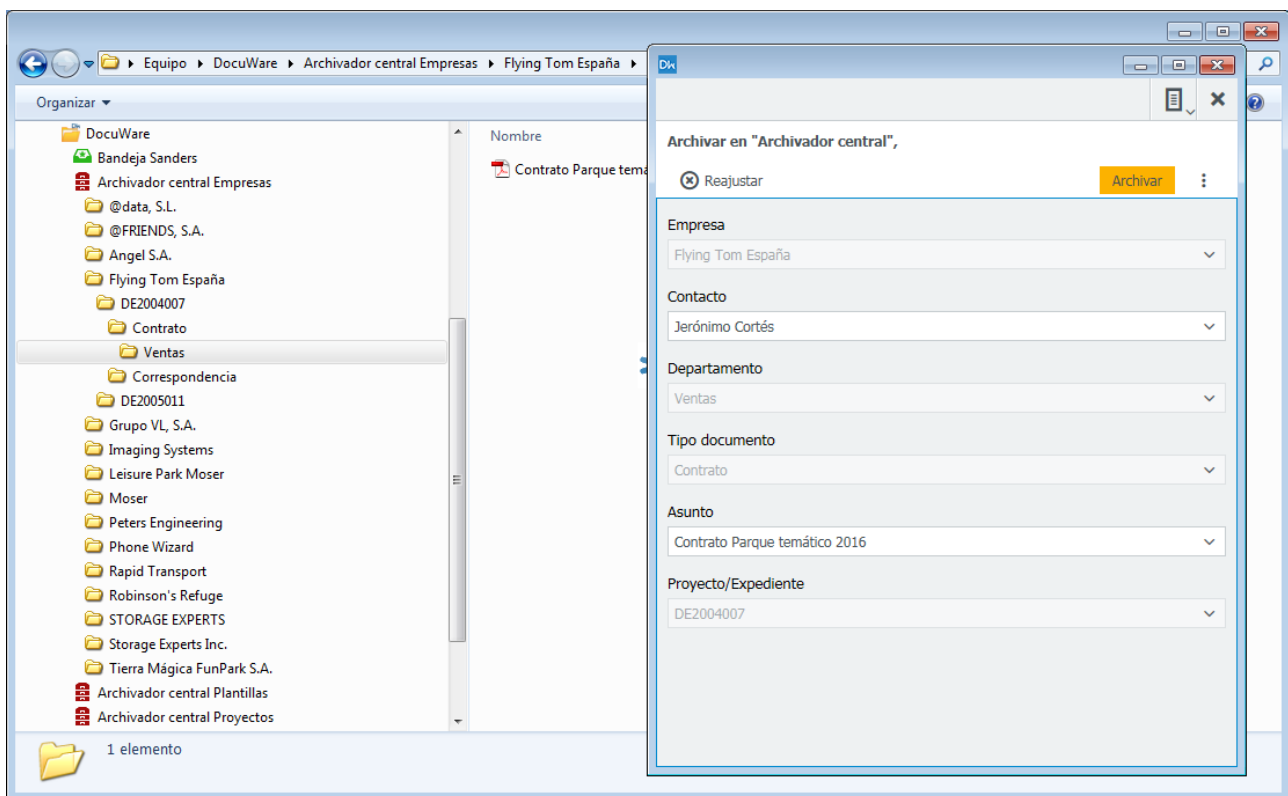 Equipo DocuWare Archivador central Empresas Flying Tom España
Organizar
DocuWare
Bandeja Sanders
Archivador central Empresas
@data, S.L.
@FRIENDS, S.A.
Angel S.A.
Flying Tom España
DE2004007
Contrato
Ventas
Correspondencia
DE2005011
Grupo VL, S.A.
Imaging Systems
Leisure Park Moser
Moser
Peters Engineering
Phone Wizard
Rapid Transport
Robinson's Refuge
STORAGE EXPERTS
Storage Experts Inc.
Tierra Mágica FunPark S.A.
Archivador central Plantillas
Archivador central Proyectos
1 elemento
Nombre
Contrato Parque temá
DW
Archivar en "Archivador central",
Reajustar Archivar
Empresa
Flying Tom España
Contacto
Jerónimo Cortés
Departamento
Ventas
Tipo documento
Contrato
Asunto
Contrato Parque temático 2016
Proyecto/Expediente
DE2004007